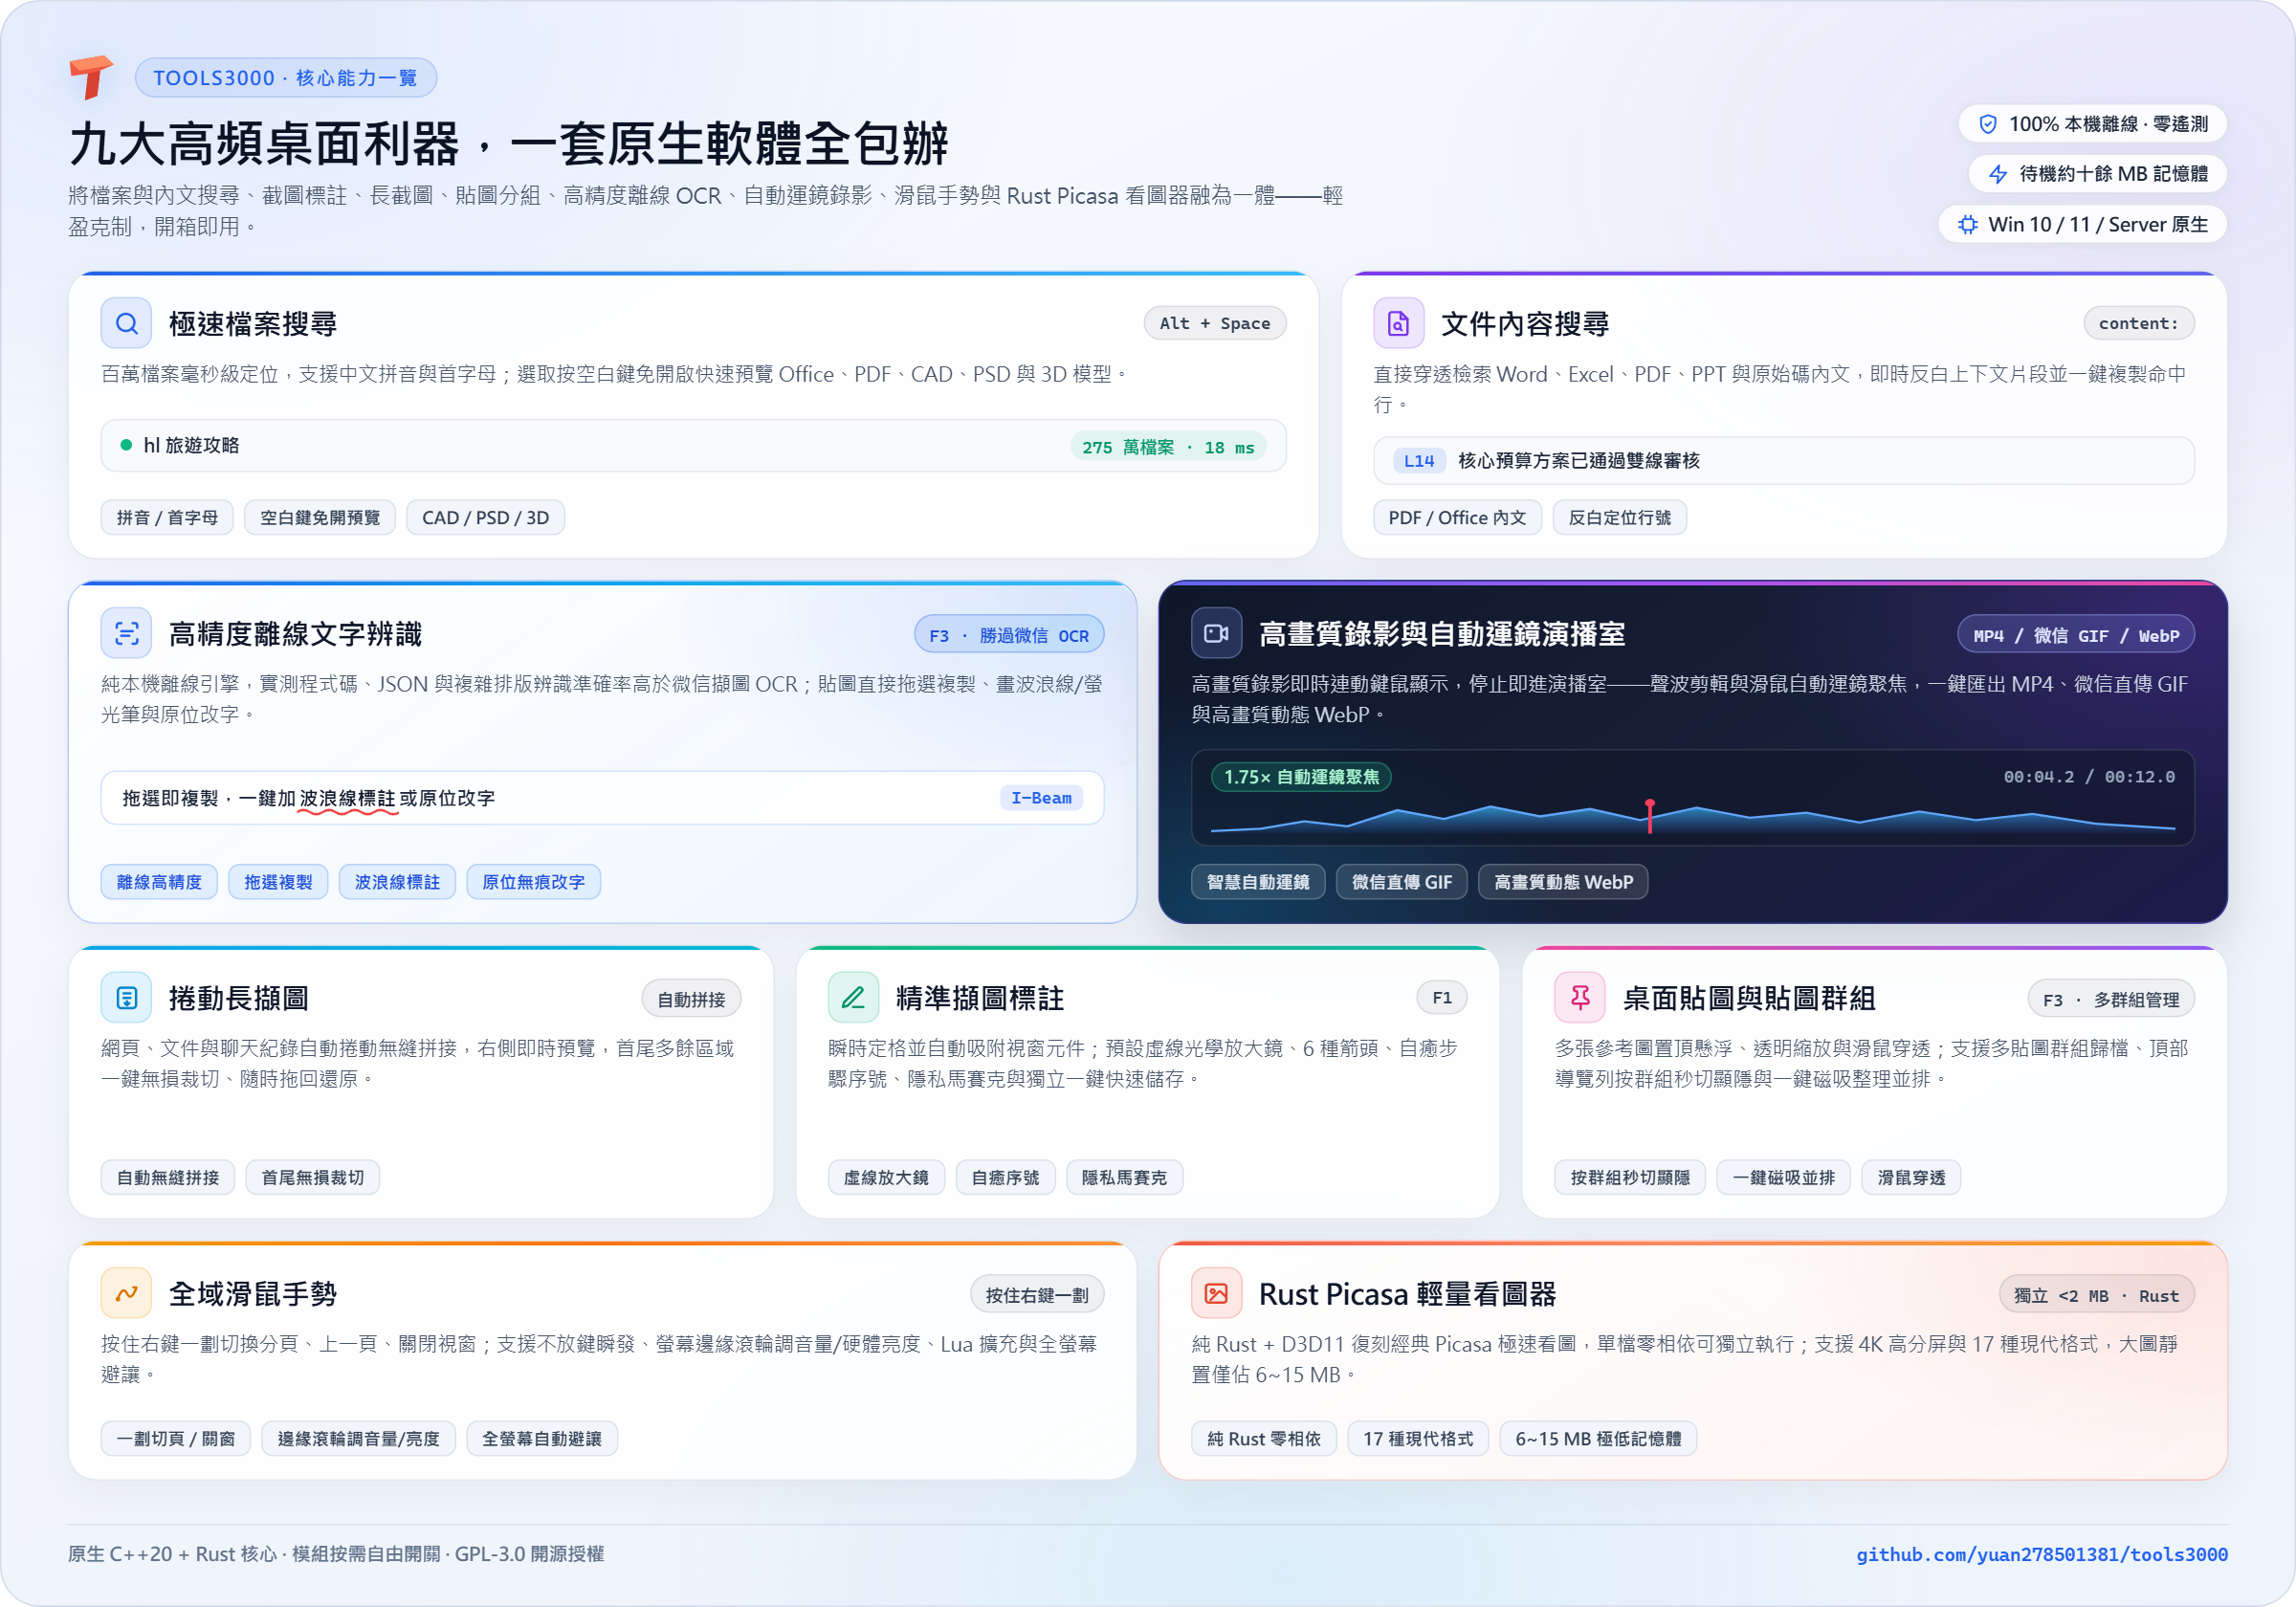 TOOLS3000 · 核心能力一覽
九大高頻桌面利器，一套原生軟體全包辦
將檔案與內文搜尋、截圖標註、長截圖、貼圖分組、高精度離線 OCR、自動運鏡錄影、滑鼠手勢與 Rust Picasa 看圖器融為一體——輕
盈克制，開箱即用。
100% 本機離線 · 零遙測
待機約十餘 MB 記憶體
Win 10 / 11 / Server 原生
極速檔案搜尋
Alt + Space
百萬檔案毫秒級定位，支援中文拼音與首字母；選取按空白鍵免開啟快速預覽 Office、PDF、CAD、PSD 與 3D 模型。
hl 旅遊攻略
275 萬檔案 · 18 ms
拼音 / 首字母
空白鍵免開預覽
CAD / PSD / 3D
文件內容搜尋
content:
直接穿透檢索 Word、Excel、PDF、PPT 與原始碼內文，即時反白上下文片段並一鍵複製命中
行。
L14 核心預算方案已通過雙線審核
PDF / Office 內文
反白定位行號
高精度離線文字辨識
F3 · 勝過微信 OCR
純本機離線引擎，實測程式碼、JSON 與複雜排版辨識準確率高於微信擷圖 OCR；貼圖直接拖選複製、畫波浪線/螢
光筆與原位改字。
拖選即複製，一鍵加波浪線標註或原位改字
I-Beam
離線高精度
拖選複製
波浪線標註
原位無痕改字
高畫質錄影與自動運鏡演播室
MP4 / 微信 GIF / WebP
高畫質錄影即時連動鍵鼠顯示，停止即進演播室——聲波剪輯與滑鼠自動運鏡聚焦，一鍵匯出 MP4、微信直傳 GIF
與高畫質動態 WebP。
1.75× 自動運鏡聚焦
00:04.2 / 00:12.0
智慧自動運鏡
微信直傳 GIF
高畫質動態 WebP
捲動長擷圖
自動拼接
網頁、文件與聊天紀錄自動捲動無縫拼接，右側即時預覽，首尾多餘區域
一鍵無損裁切、隨時拖回還原。
自動無縫拼接
首尾無損裁切
精準擷圖標註
F1
瞬時定格並自動吸附視窗元件；預設虛線光學放大鏡、6 種箭頭、自癒步
驟序號、隱私馬賽克與獨立一鍵快速儲存。
虛線放大鏡
自癒序號
隱私馬賽克
桌面貼圖與貼圖群組
F3 · 多群組管理
多張參考圖置頂懸浮、透明縮放與滑鼠穿透；支援多貼圖群組歸檔、頂部
導覽列按群組秒切顯隱與一鍵磁吸整理並排。
按群組秒切顯隱
一鍵磁吸並排
滑鼠穿透
全域滑鼠手勢
按住右鍵一劃
按住右鍵一劃切換分頁、上一頁、關閉視窗；支援不放鍵瞬發、螢幕邊緣滾輪調音量/硬體亮度、Lua 擴充與全螢幕
避讓。
一劃切頁 / 關窗
邊緣滾輪調音量/亮度
全螢幕自動避讓
Rust Picasa 輕量看圖器
獨立 <2 MB · Rust
純 Rust + D3D11 復刻經典 Picasa 極速看圖，單檔零相依可獨立執行；支援 4K 高分屏與 17 種現代格式，大圖靜
置僅佔 6~15 MB。
純 Rust 零相依
17 種現代格式
6~15 MB 極低記憶體
原生 C++20 + Rust 核心 · 模組按需自由開關 · GPL-3.0 開源授權
github.com/yuan278501381/tools3000